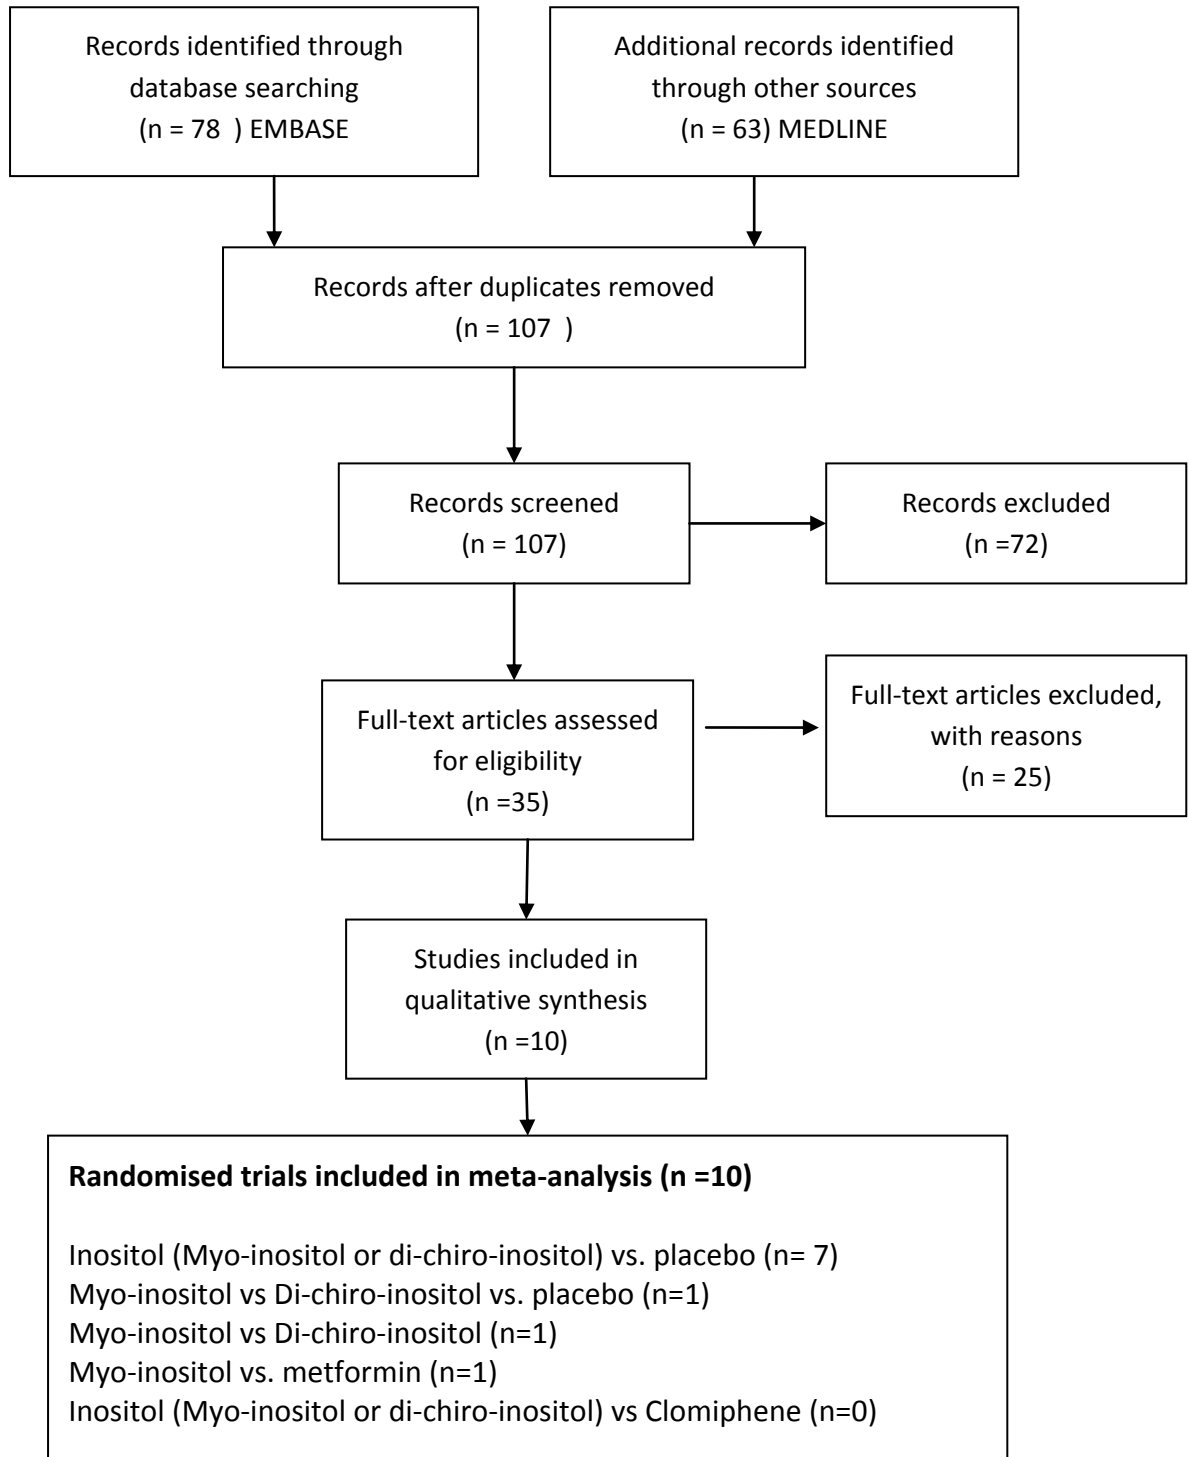 Records identified through
database searching
(n = 78  ) EMBASE
Additional records identified
through other sources
(n = 63) MEDLINE
Records after duplicates removed
(n = 107  )
Records screened
(n = 107)
Records excluded
(n =72)
Full-text articles assessed
for eligibility
(n =35)
Full-text articles excluded,
with reasons
(n = 25)
Studies included in
qualitative synthesis
(n =10)
Randomised trials included in meta-analysis (n =10)
Inositol (Myo-inositol or di-chiro-inositol) vs. placebo (n= 7)
Myo-inositol vs Di-chiro-inositol vs. placebo (n=1)
Myo-inositol vs Di-chiro-inositol (n=1)
Myo-inositol vs. metformin (n=1)
Inositol (Myo-inositol or di-chiro-inositol) vs Clomiphene (n=0)